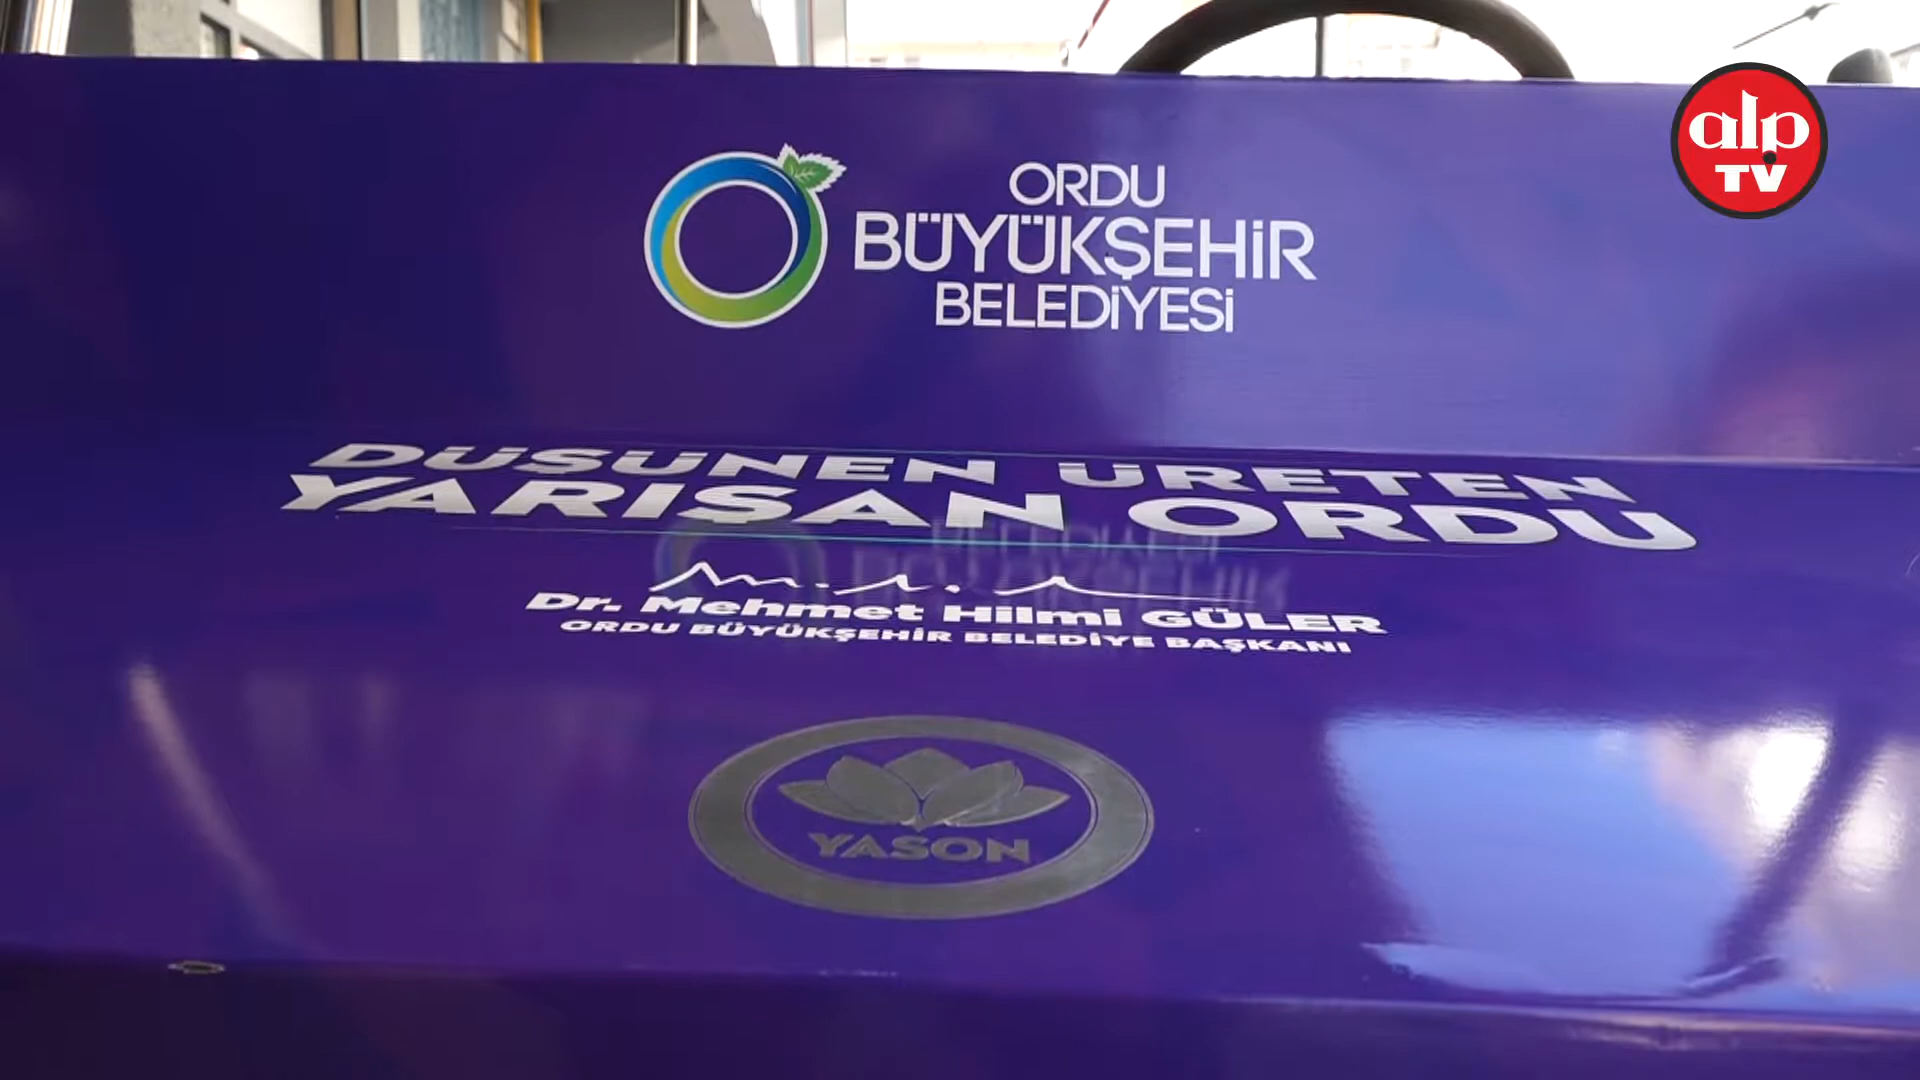 alp
TV
ORDU
BÜYÜKŞEHİR
BELEDİYESİ
DÜŞÜNEN ÜRETEN
YARIŞAN ORDU
Dr. Mehmet Hilmi GÜLER
ORDU BÜYÜKŞEHİR BELEDİYE BAŞKANI
YASON